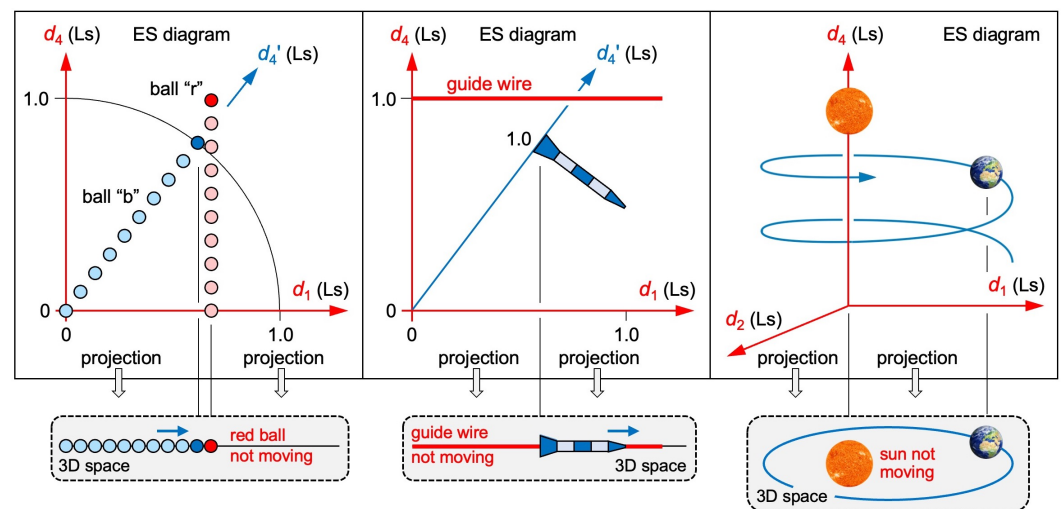 d4 (Ls) ES diagram
d4' (Ls)
ball "r"
1.0
ball "b"
d1 (Ls)
0
0 1.0
projection projection
red ball
not moving
3D space
d4 (Ls) ES diagram
d4' (Ls)
guide wire
1.0
1.0
d1 (Ls)
0
0 1.0
projection projection
guide wire
not moving
3D space
d4 (Ls) ES diagram
d1 (Ls)
d2 (Ls)
projection projection
sun not
moving
3D space